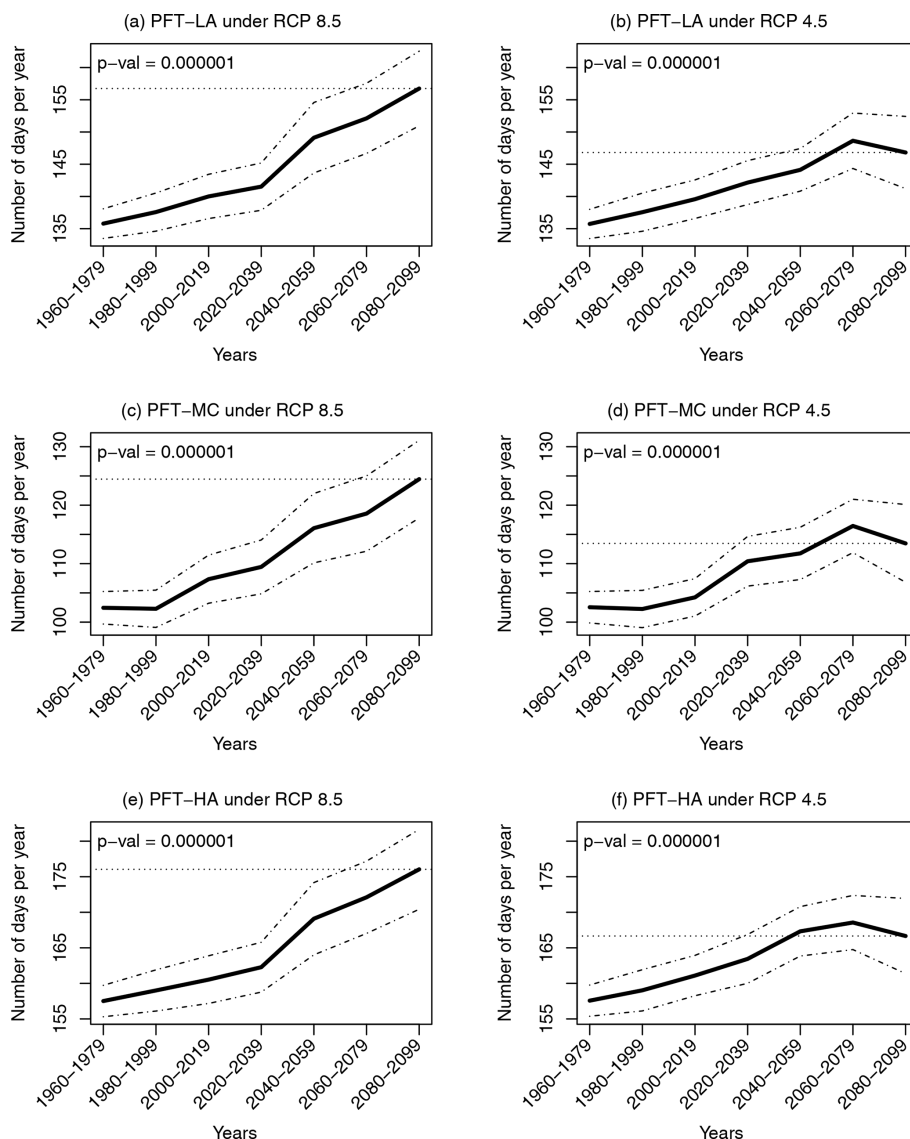 (a) PFT−LA under RCP 8.5
p−val = 0.000001
Number of days per year
135
145
155
1960−1979
1980−1999
2000−2019
2020−2039
2040−2059
2060−2079
2080−2099
Years
(b) PFT−LA under RCP 4.5
p−val = 0.000001
Number of days per year
135
145
155
1960−1979
1980−1999
2000−2019
2020−2039
2040−2059
2060−2079
2080−2099
Years
(c) PFT−MC under RCP 8.5
p−val = 0.000001
Number of days per year
100
110
120
130
1960−1979
1980−1999
2000−2019
2020−2039
2040−2059
2060−2079
2080−2099
Years
(d) PFT−MC under RCP 4.5
p−val = 0.000001
Number of days per year
100
110
120
130
1960−1979
1980−1999
2000−2019
2020−2039
2040−2059
2060−2079
2080−2099
Years
(e) PFT−HA under RCP 8.5
p−val = 0.000001
Number of days per year
155
165
175
1960−1979
1980−1999
2000−2019
2020−2039
2040−2059
2060−2079
2080−2099
Years
(f) PFT−HA under RCP 4.5
p−val = 0.000001
Number of days per year
155
165
175
1960−1979
1980−1999
2000−2019
2020−2039
2040−2059
2060−2079
2080−2099
Years